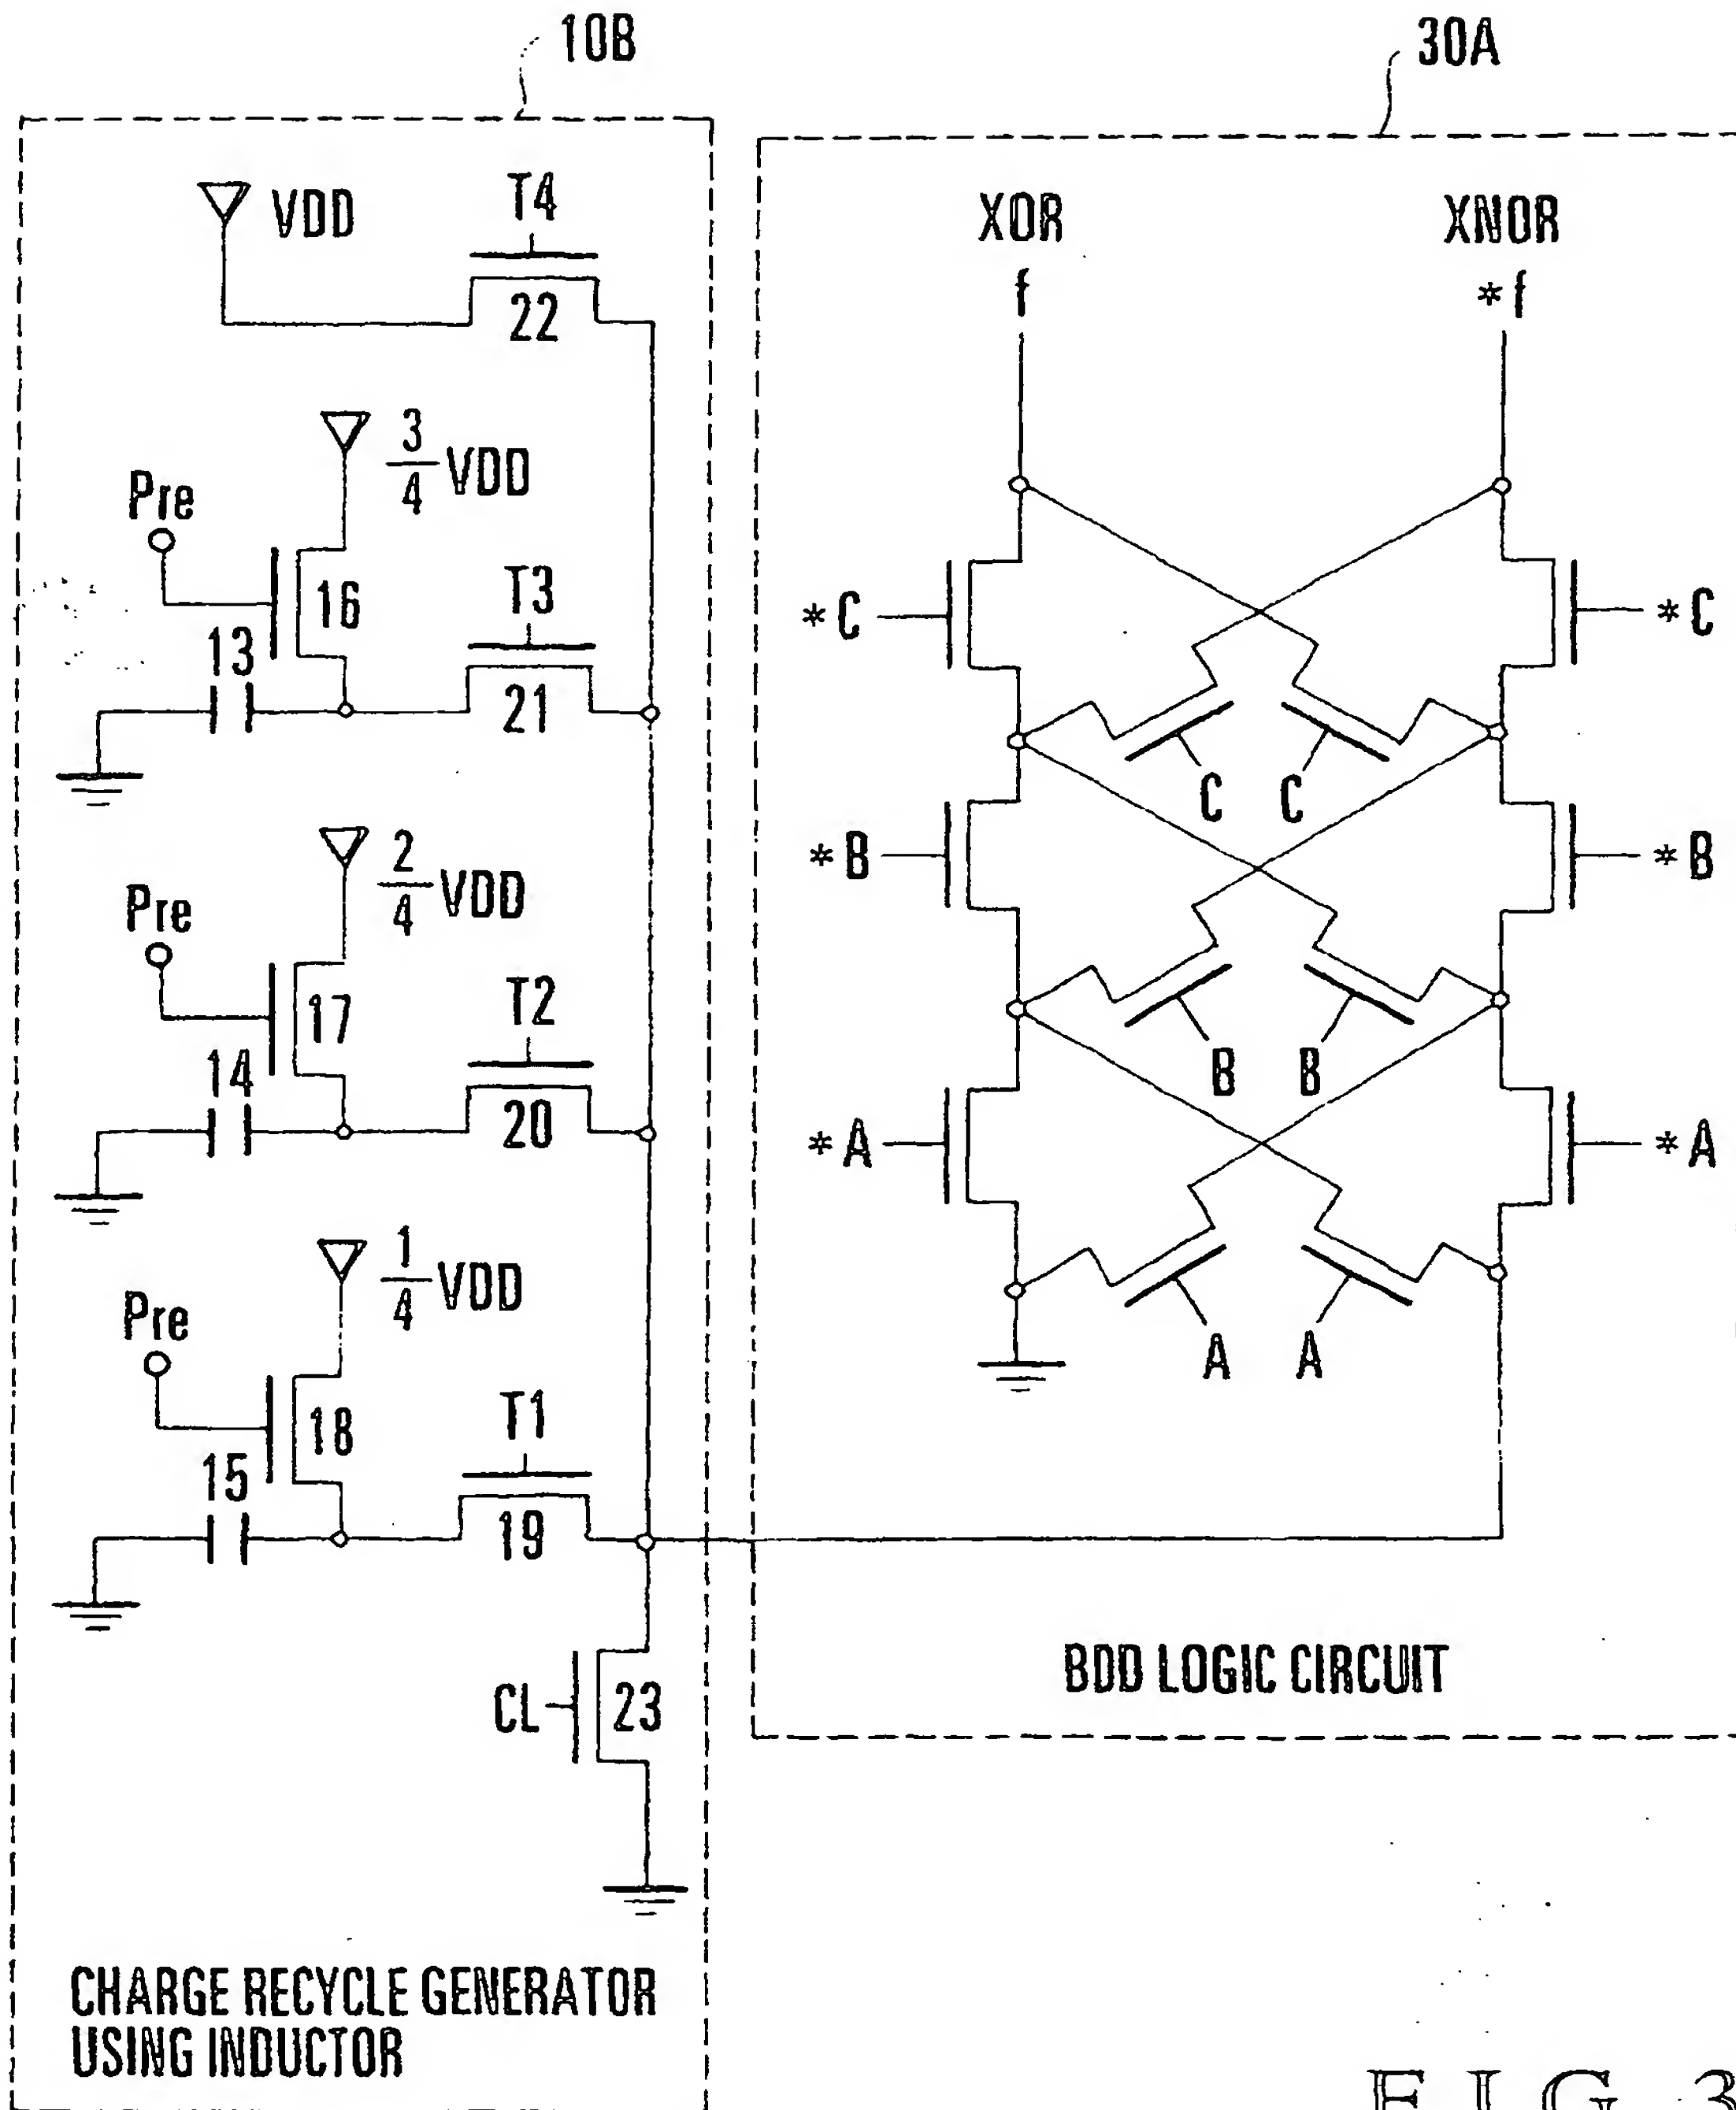 10B
30A
VDD
T4
22
XOR
XNOR
f
*f
3/4 VDD
Pre
16
T3
13
21
*C
*C
C
C
2/4 VDD
Pre
17
T2
14
20
*B
*B
B
B
1/4 VDD
Pre
18
T1
15
19
*A
*A
A
A
CL
23
BDD LOGIC CIRCUIT
CHARGE RECYCLE GENERATOR
USING INDUCTOR
FIG 3